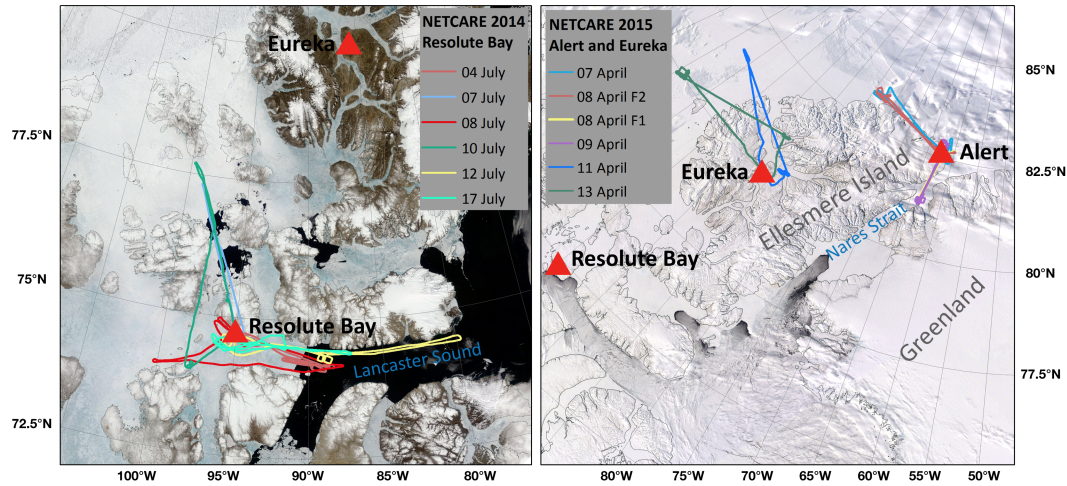 NETCARE 2014
Resolute Bay
04 July
07 July
08 July
10 July
12 July
17 July
Eureka
Resolute Bay
Lancaster Sound
77.5°N
75°N
72.5°N
100°W
95°W
90°W
85°W
80°W
NETCARE 2015
Alert and Eureka
07 April
08 April F2
08 April F1
09 April
11 April
13 April
Alert
Eureka
Ellesmere Island
Nares Strait
Resolute Bay
Greenland
85°N
82.5°N
80°N
77.5°N
80°W
75°W
70°W
65°W
60°W
55°W
50°W